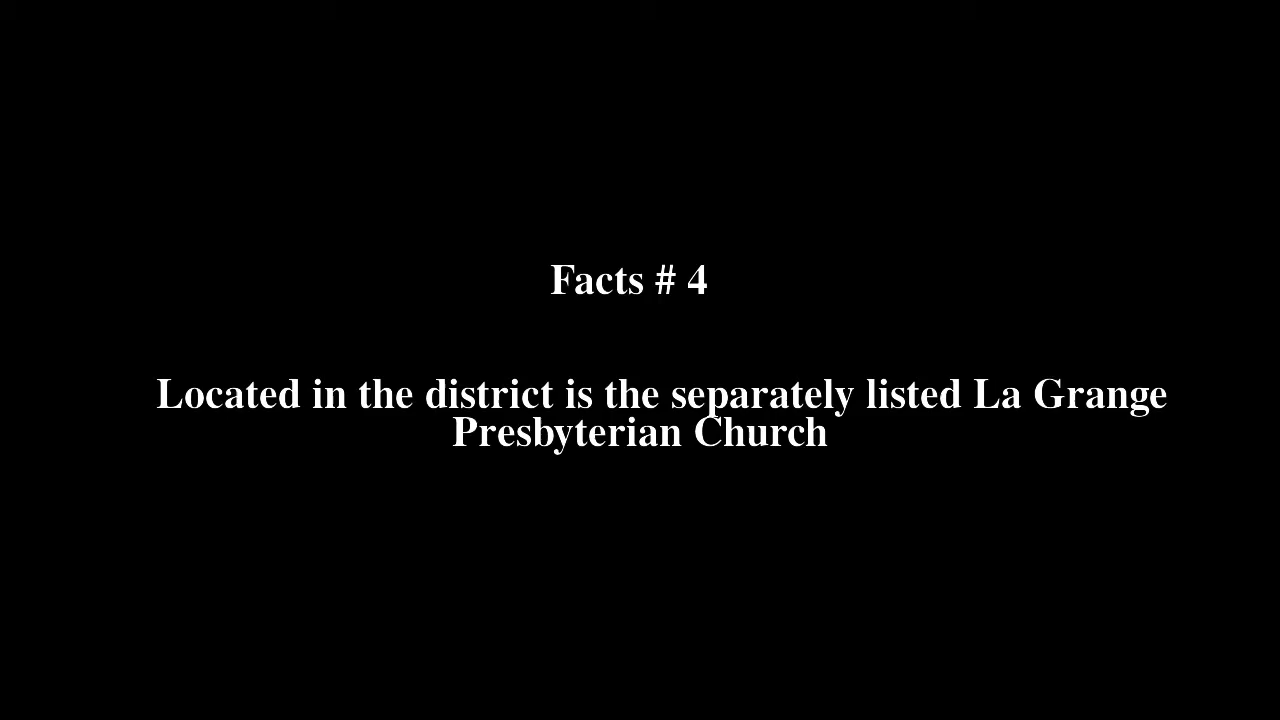 Facts # 4
Located in the district is the separately listed La Grange
Presbyterian Church